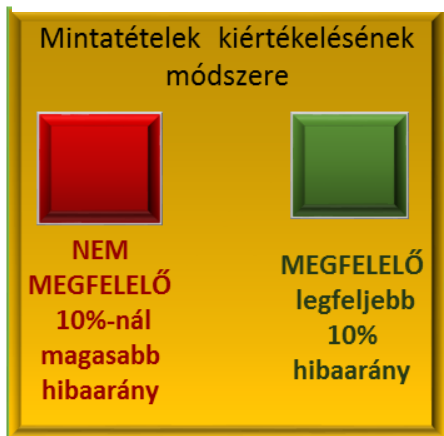 Mintatételek kiértékelésének
módszere
NEM
MEGFELELŐ
10%-nál
magasabb
hibaarány
MEGFELELŐ
legfeljebb
10%
hibaarány